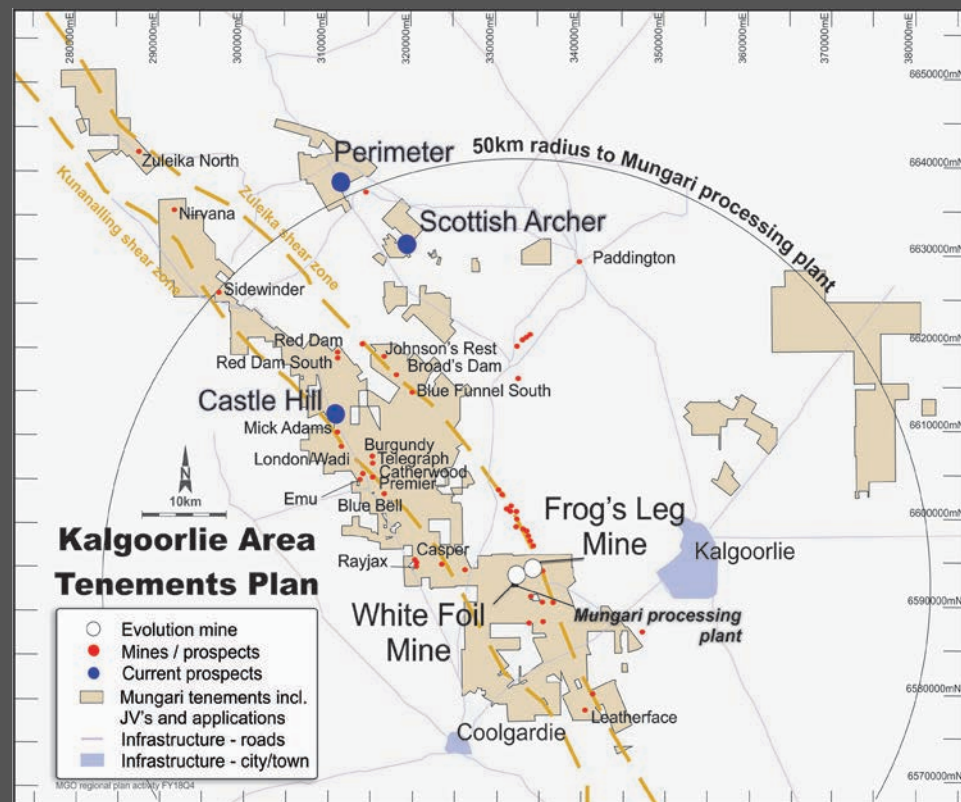 280000mE
290000mE
300000mE
310000mE
320000mE
330000mE
340000mE
350000mE
360000mE
370000mE
380000mE
6650000mN
6640000mN
6630000mN
6620000mN
6610000mN
6600000mN
6590000mN
6580000mN
6570000mN
50km radius to Mungari processing plant
Zuleika North
Perimeter
Kunanalling shear zone
Zuleika shear zone
Nirvana
Scottish Archer
Paddington
Sidewinder
Red Dam
Red Dam South
Johnson's Rest
Broad's Dam
Blue Funnel South
Castle Hill
Mick Adams
London/Wadi
Burgundy
Telegraph
Catherwood
Premier
Emu
Blue Bell
N
10km
Frog's Leg
Mine
Kalgoorlie
Casper
Rayjax
White Foil
Mine
Mungari processing
plant
Leatherface
Coolgardie
Kalgoorlie Area
Tenements Plan
Evolution mine
Mines / prospects
Current prospects
Mungari tenements incl.
JV's and applications
Infrastructure - roads
Infrastructure - city/town
MGO regional plan activity FY18Q4